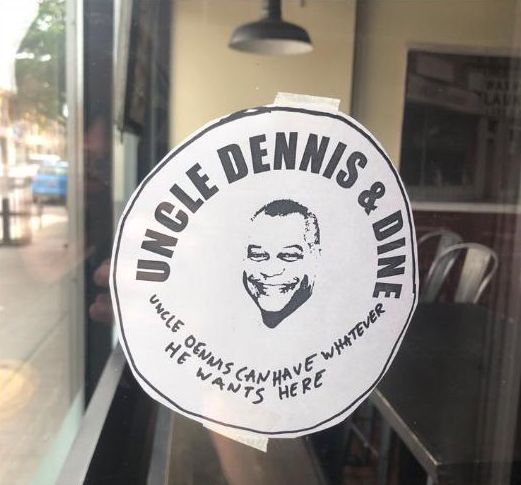 UNCLE DENNIS & DINE
UNCLE DENNIS CAN HAVE WHATEVER
HE WANTS HERE